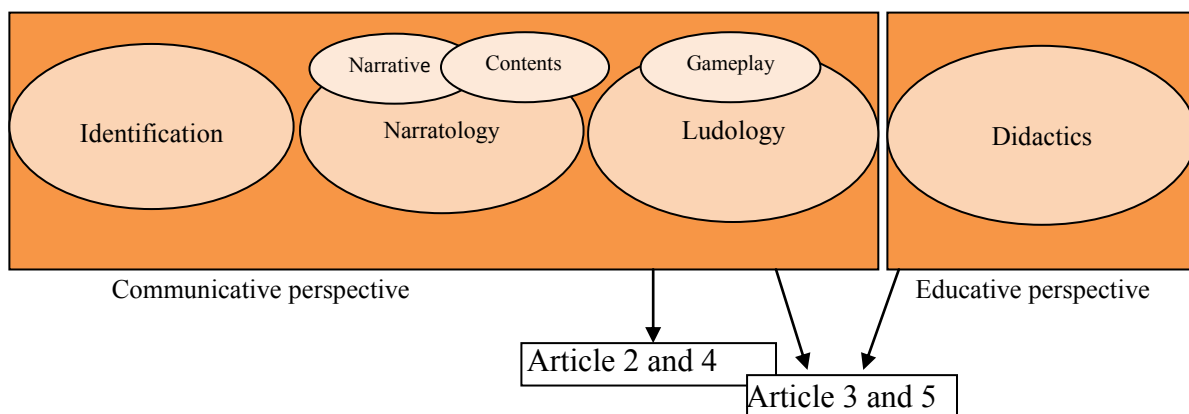 Narrative
Contents
Gameplay
Identification
Narratology
Ludology
Didactics
Communicative perspective
Educative perspective
Article 2 and 4
Article 3 and 5